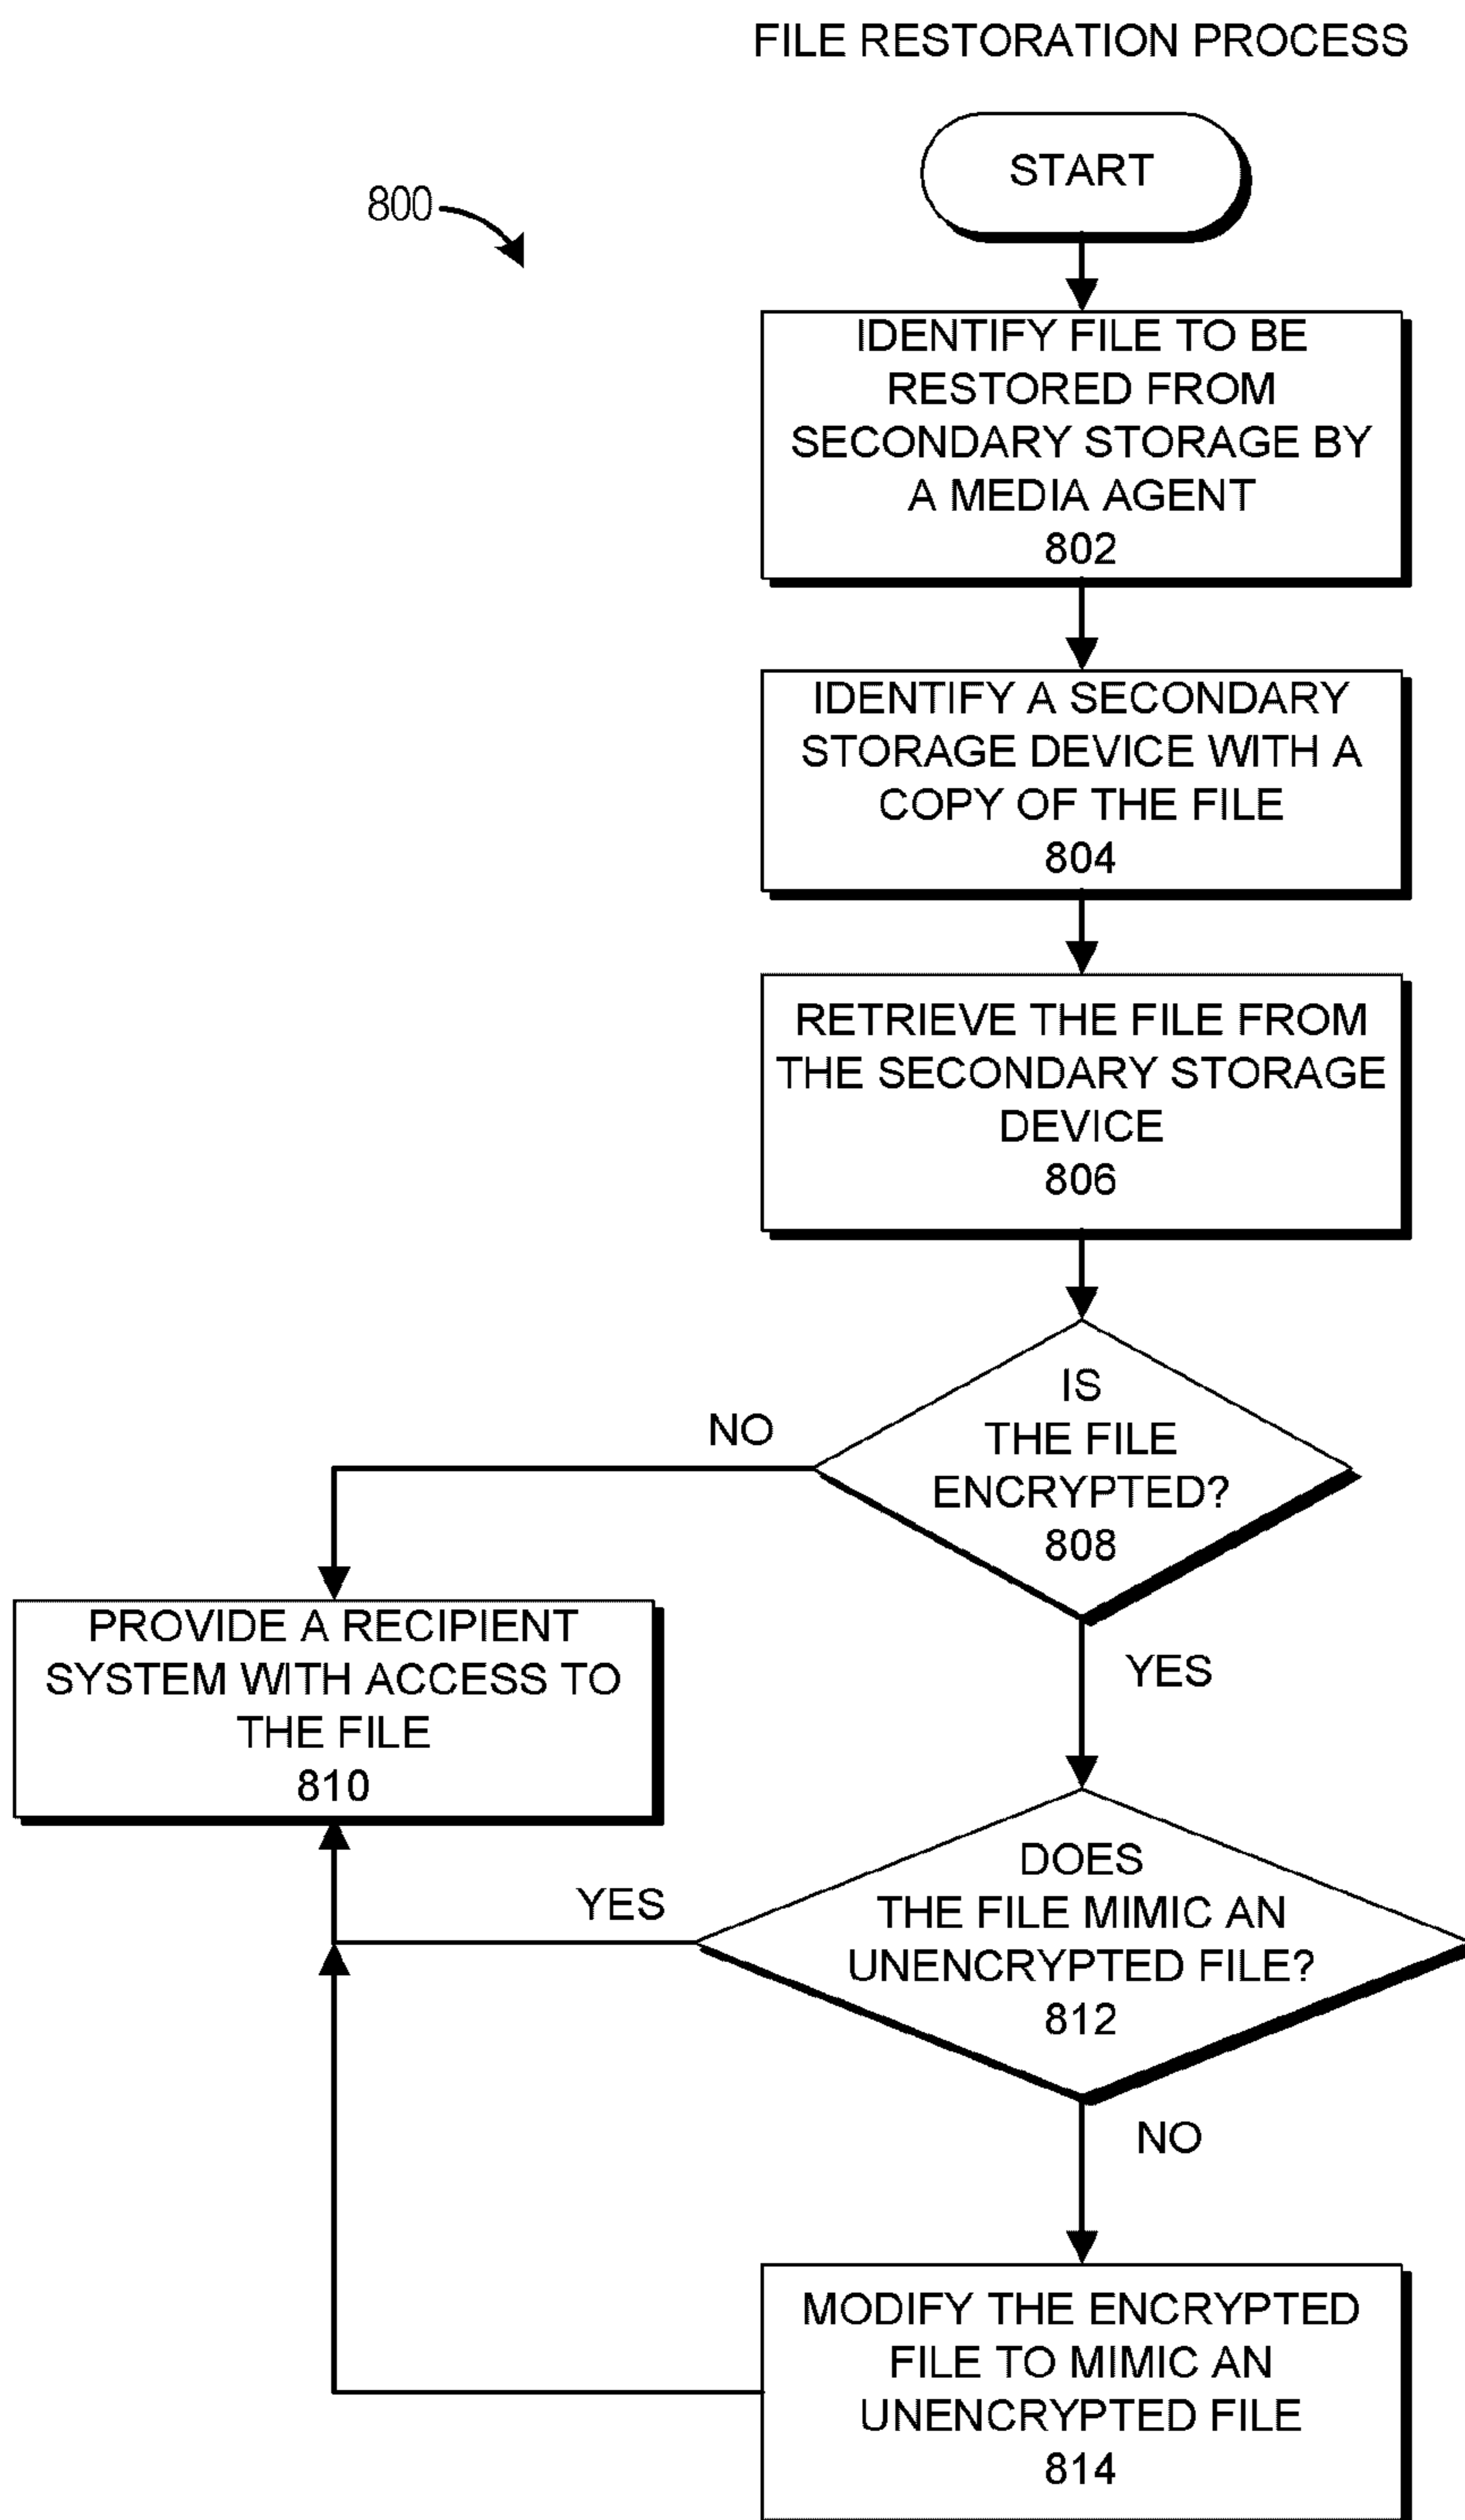 FILE RESTORATION PROCESS
START
800
IDENTIFY FILE TO BE
RESTORED FROM
SECONDARY STORAGE BY
A MEDIA AGENT
802
IDENTIFY A SECONDARY
STORAGE DEVICE WITH A
COPY OF THE FILE
804
RETRIEVE THE FILE FROM
THE SECONDARY STORAGE
DEVICE
806
IS
THE FILE
ENCRYPTED?
808
NO
YES
PROVIDE A RECIPIENT
SYSTEM WITH ACCESS TO
THE FILE
810
DOES
THE FILE MIMIC AN
UNENCRYPTED FILE?
812
YES
NO
MODIFY THE ENCRYPTED
FILE TO MIMIC AN
UNENCRYPTED FILE
814